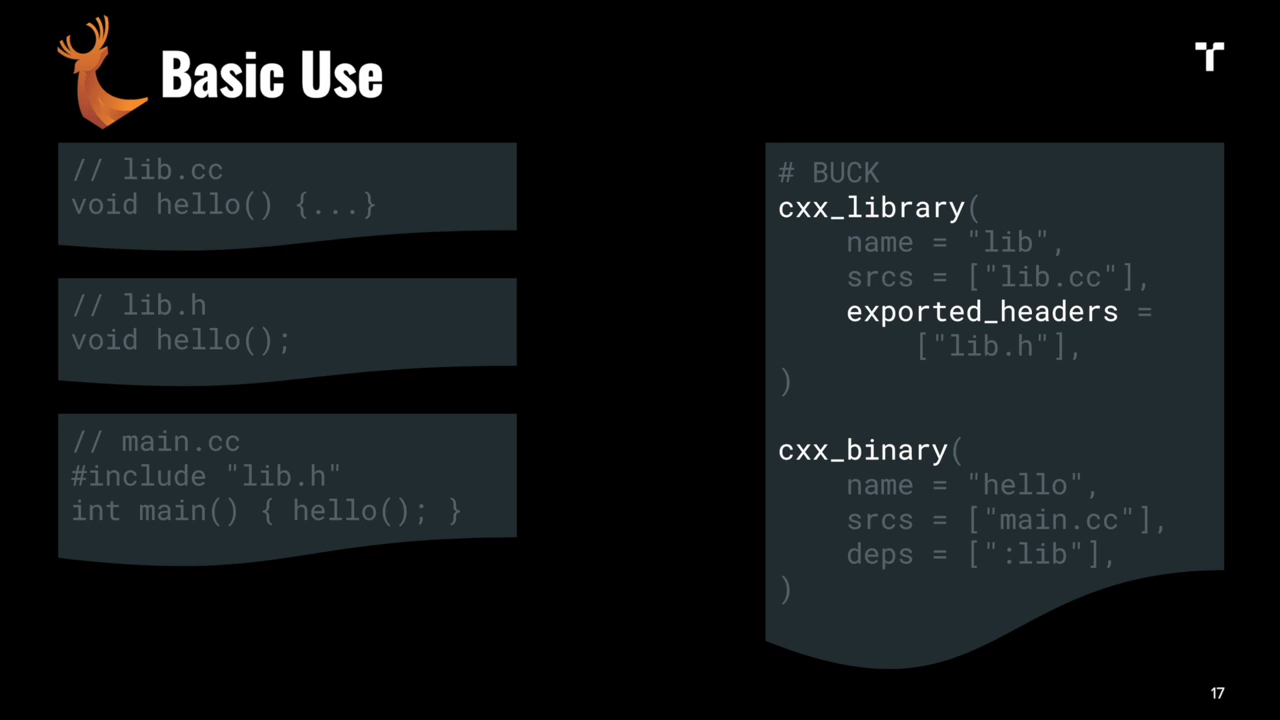 Basic Use
// lib.cc
void hello() {...}
// lib.h
void hello();
// main.cc
#include "lib.h"
int main() { hello(); }
# BUCK
cxx_library(
    name = "lib",
    srcs = ["lib.cc"],
    exported_headers =
        ["lib.h"],
)
cxx_binary(
    name = "hello",
    srcs = ["main.cc"],
    deps = [":lib"],
)
17